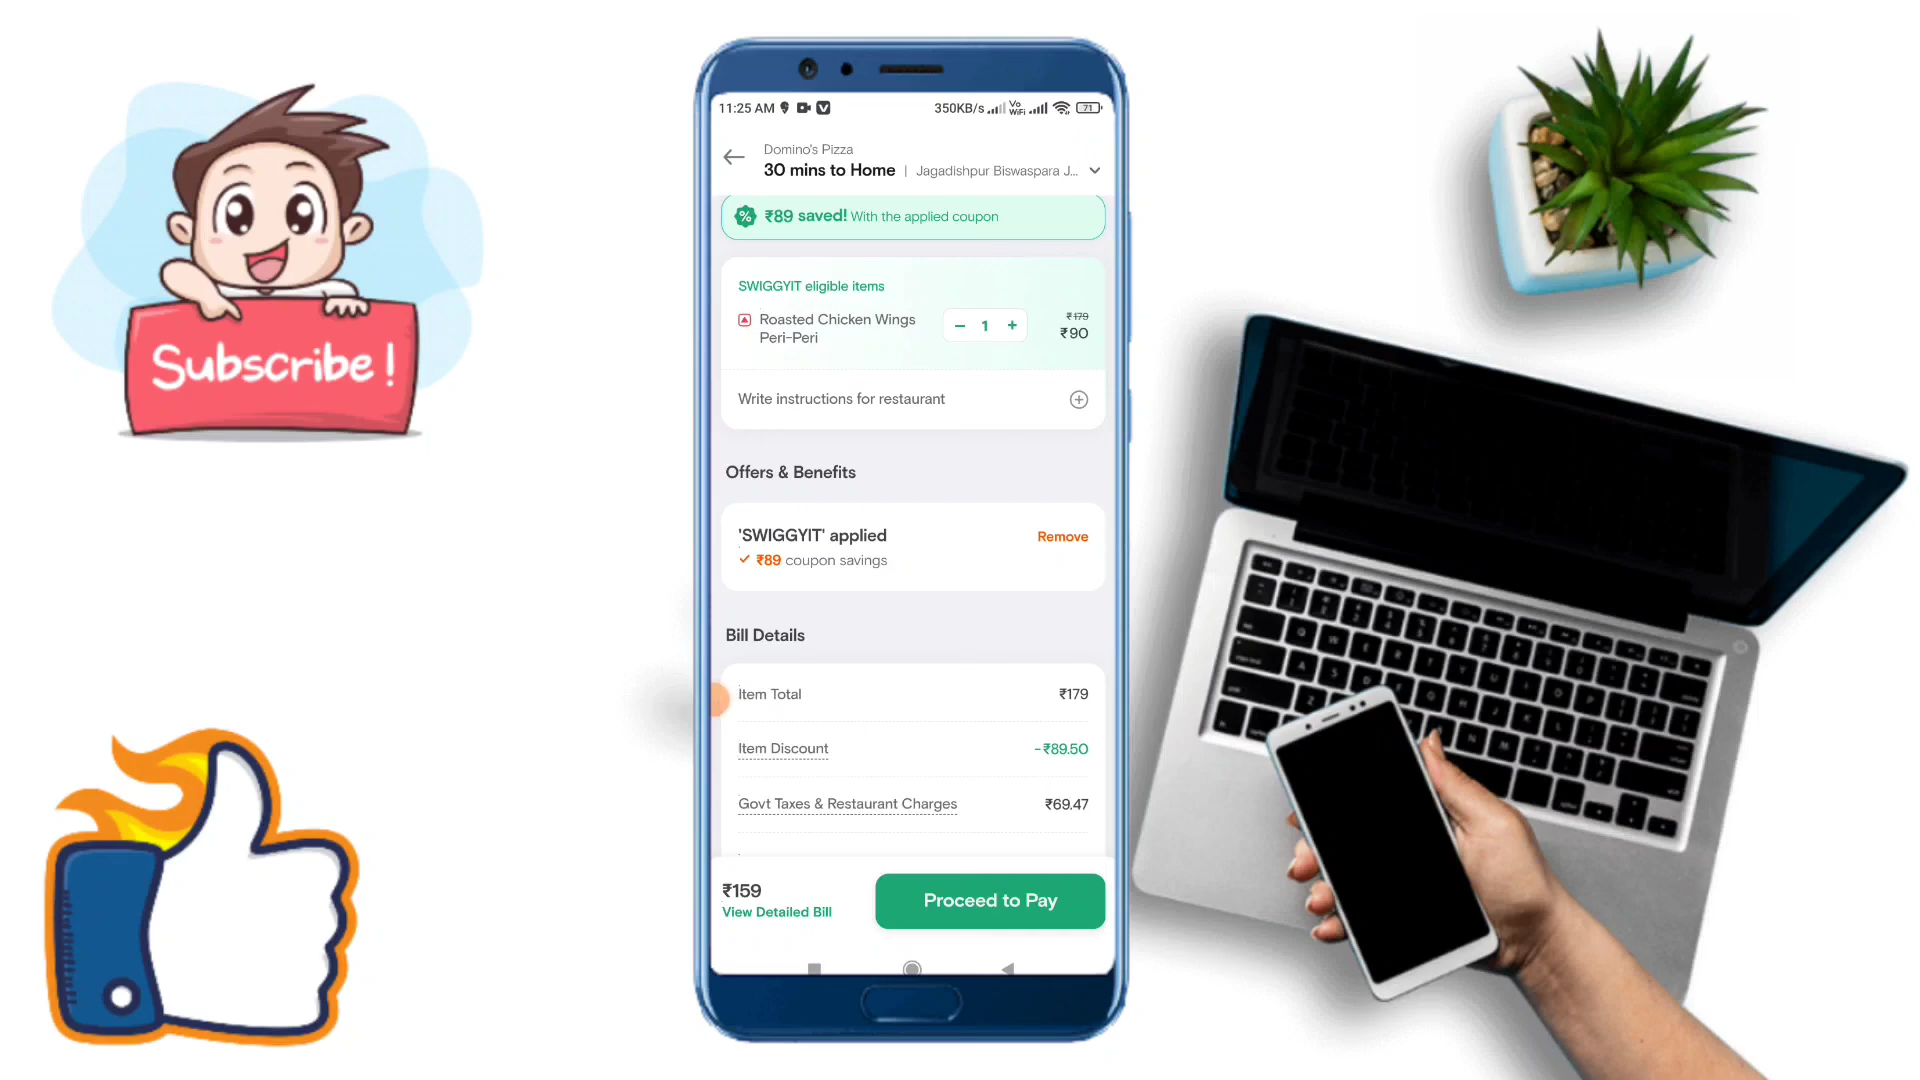 Subscribe!
11:25 AM
350KB/s
Vo
WiFi
71
Domino's Pizza
30 mins to Home | Jagadishpur Biswaspara J...
₹89 saved! With the applied coupon
SWIGGYIT eligible items
Roasted Chicken Wings
Peri-Peri
− 1 +
₹179
₹90
Write instructions for restaurant
Offers & Benefits
'SWIGGYIT' applied
Remove
₹89 coupon savings
Bill Details
Item Total ₹179
Item Discount -₹89.50
Govt Taxes & Restaurant Charges ₹69.47
₹159
View Detailed Bill
Proceed to Pay